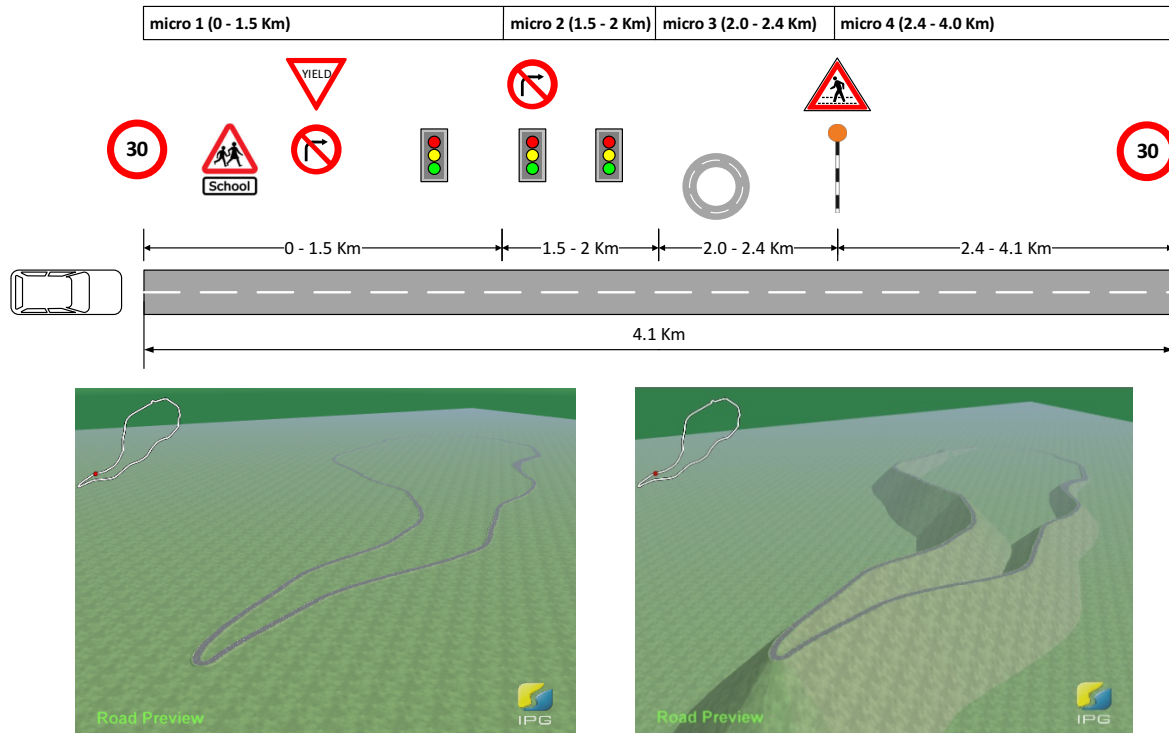 micro 1 (0 - 1.5 Km)
micro 2 (1.5 - 2 Km)
micro 3 (2.0 - 2.4 Km)
micro 4 (2.4 - 4.0 Km)
YIELD
30
School
30
0 - 1.5 Km
1.5 - 2 Km
2.0 - 2.4 Km
2.4 - 4.1 Km
4.1 Km
Road Preview
IPG
Road Preview
IPG